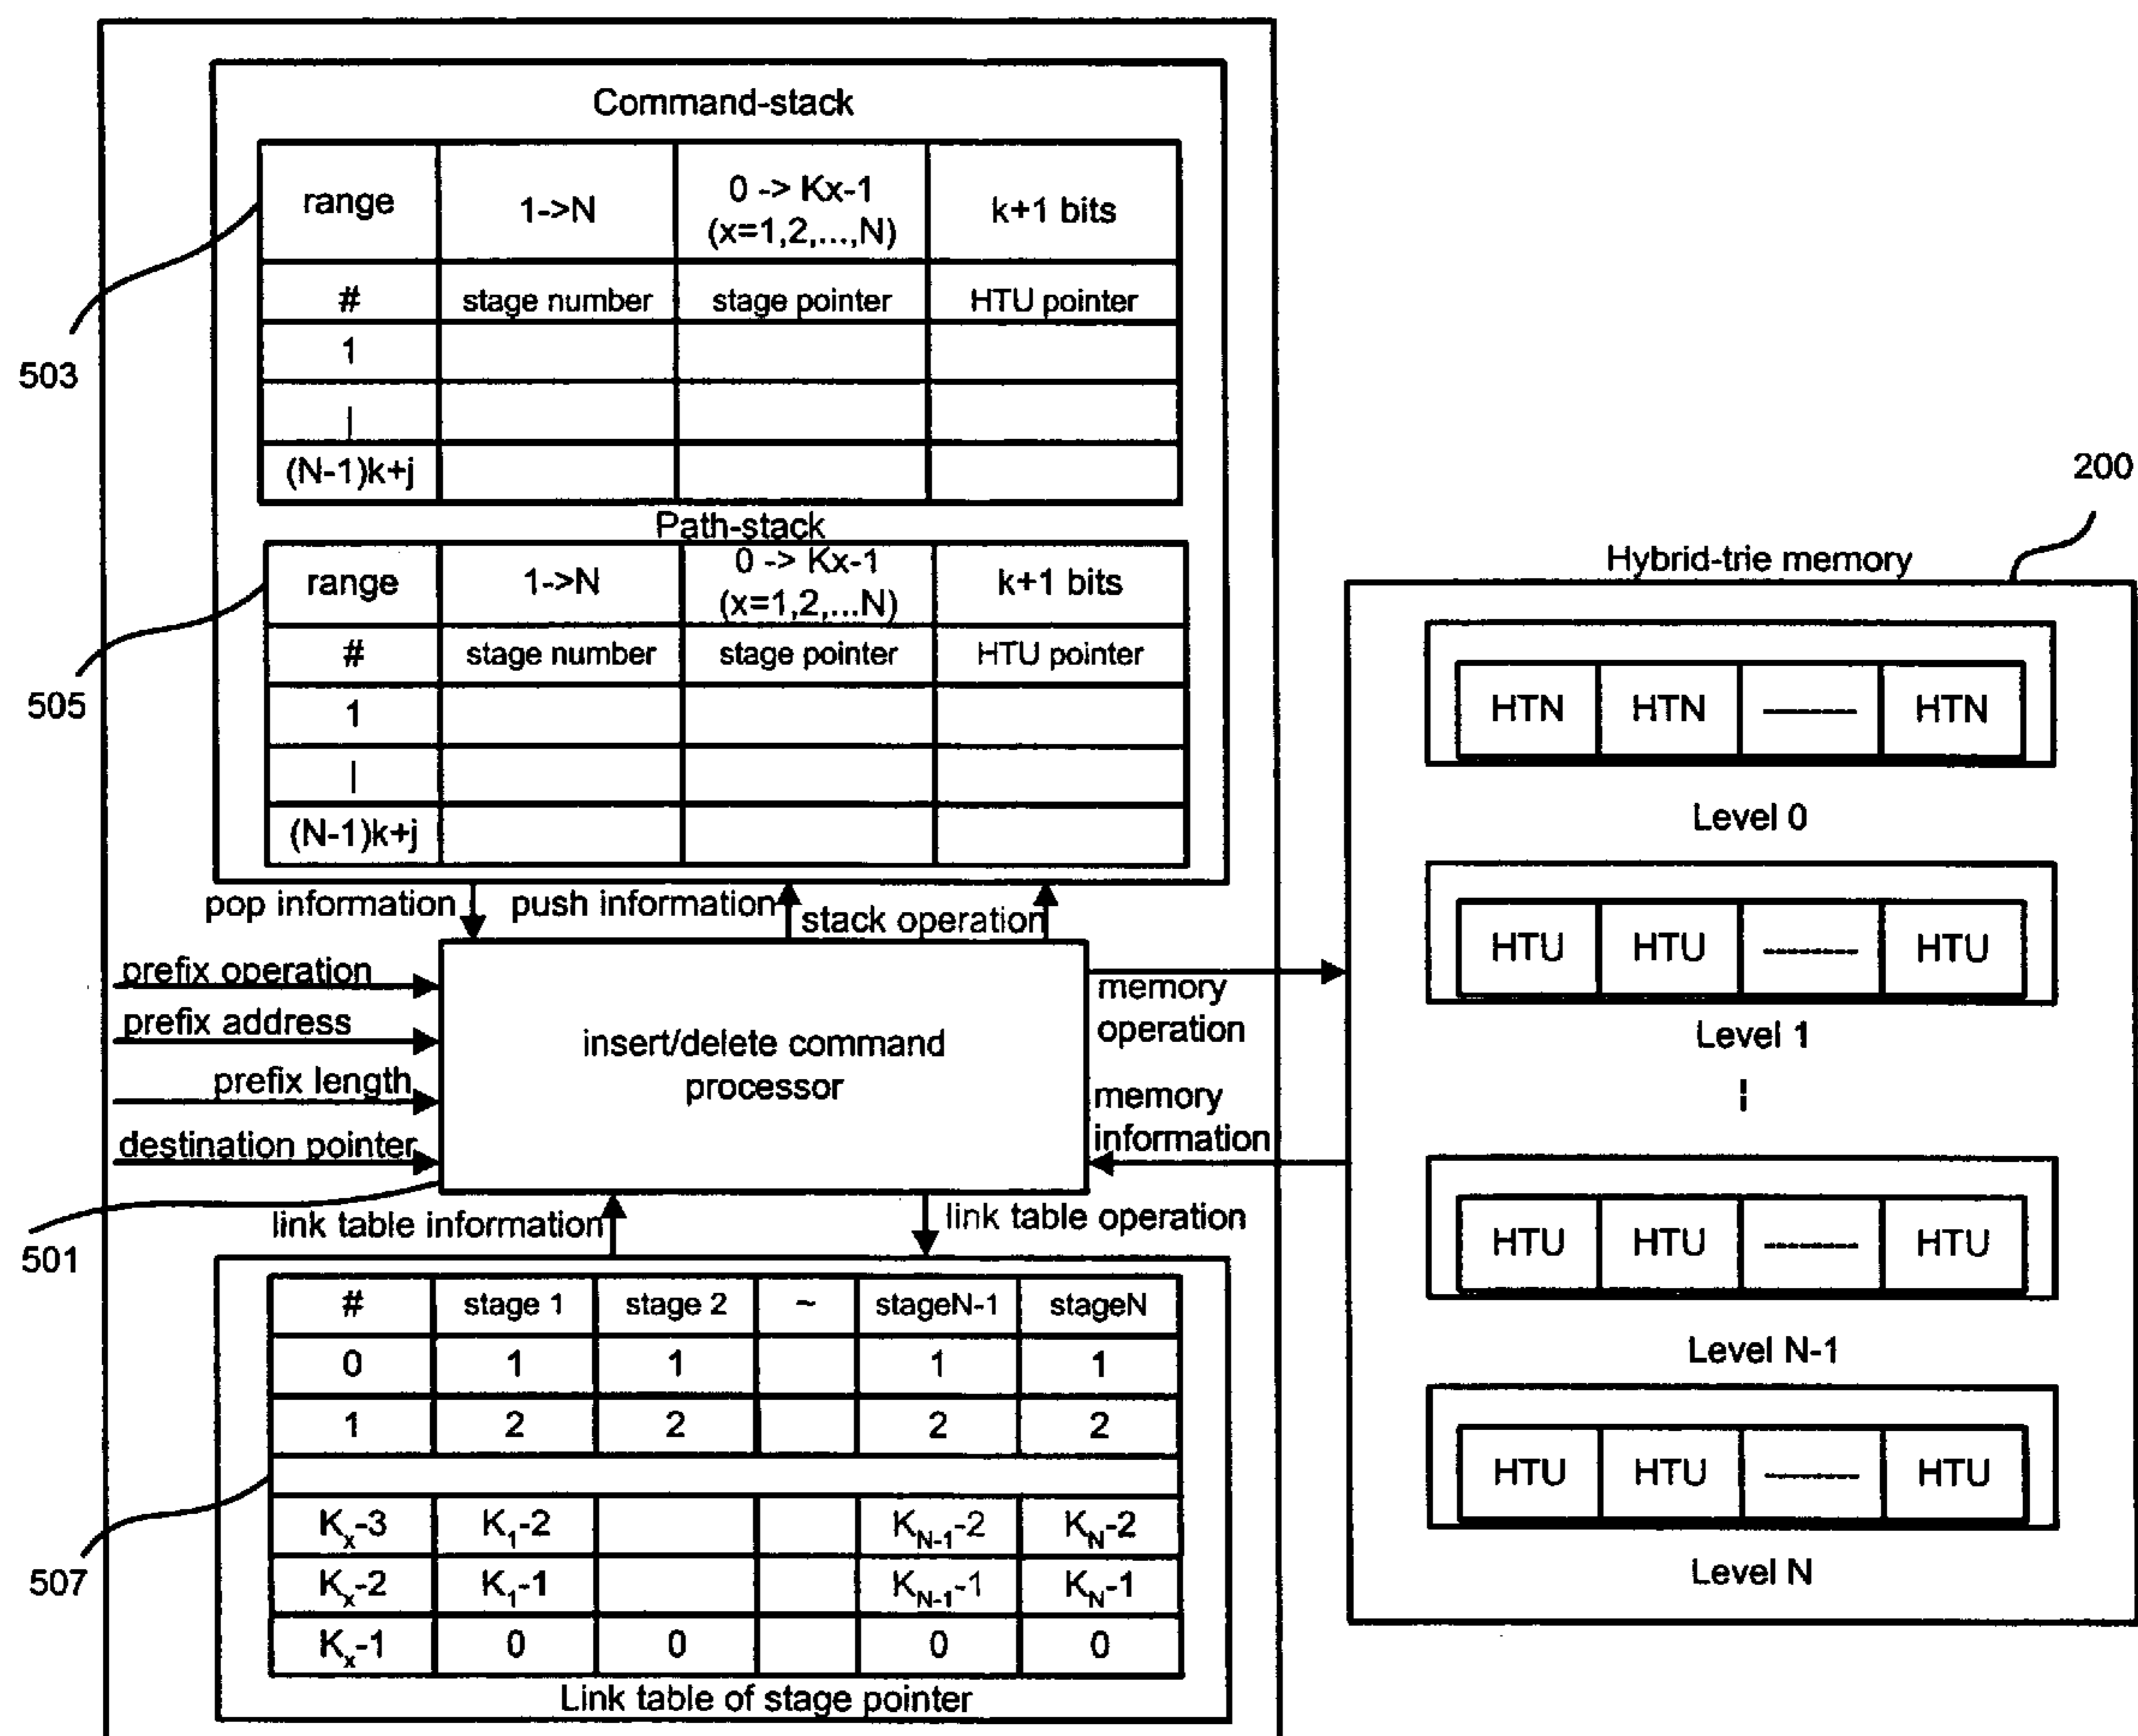 Command-stack
range 1->N 0 -> Kx-1 (x=1,2,...,N) k+1 bits
# stage number stage pointer HTU pointer
1
|
(N-1)k+j
503
Path-stack
range 1->N 0 -> Kx-1 (x=1,2,...N) k+1 bits
# stage number stage pointer HTU pointer
1
|
(N-1)k+j
505
pop information
push information
stack operation
prefix operation
prefix address
prefix length
destination pointer
insert/delete command
processor
memory
operation
memory
information
501
link table information
link table operation
# stage 1 stage 2 ~ stageN-1 stageN
0 1 1 1 1
1 2 2 2 2
Kx-3 K1-2 KN-1-2 KN-2
Kx-2 K1-1 KN-1-1 KN-1
Kx-1 0 0 0 0
507
Link table of stage pointer
200
Hybrid-trie memory
HTN HTN ------- HTN
Level 0
HTU HTU ------- HTU
Level 1
¦
HTU HTU ------- HTU
Level N-1
HTU HTU ------- HTU
Level N